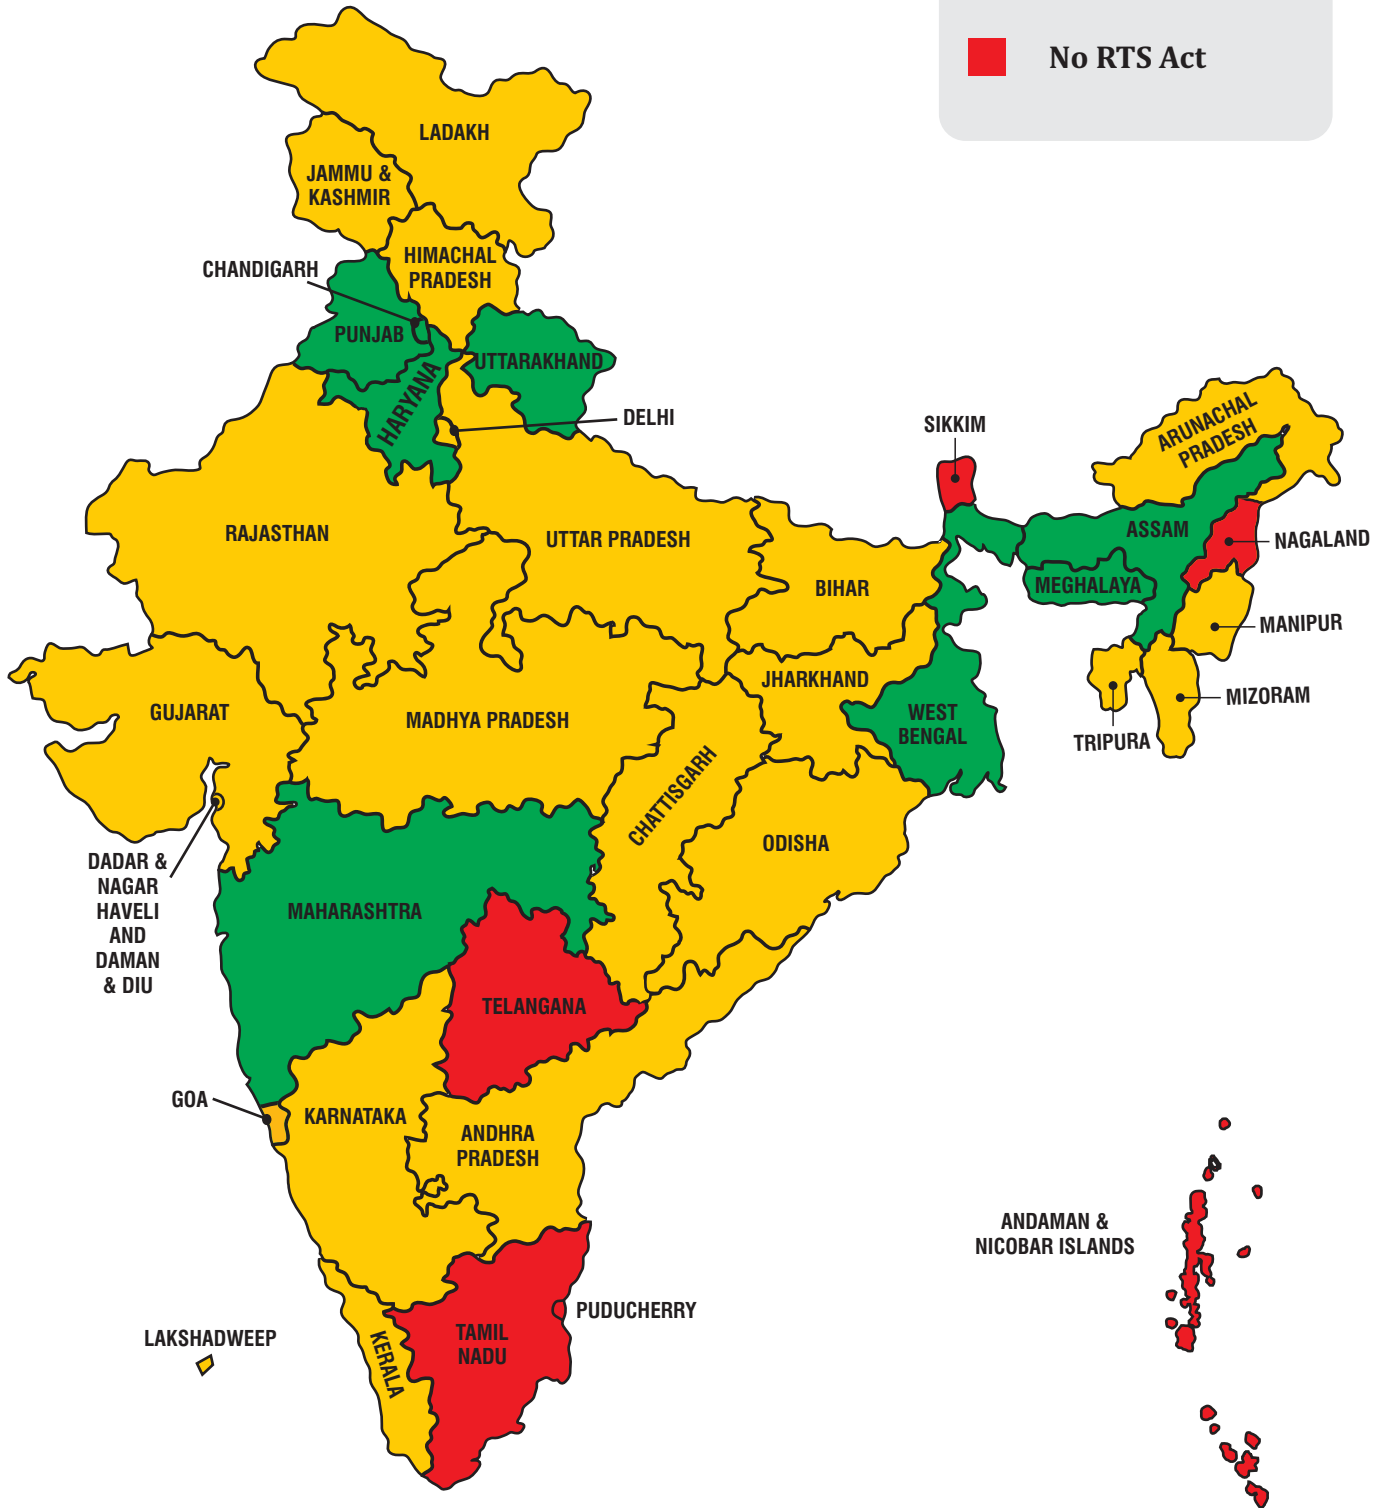 No RTS Act
LADAKH
JAMMU &
KASHMIR
HIMACHAL
PRADESH
CHANDIGARH
PUNJAB
UTTARAKHAND
HARYANA
DELHI
SIKKIM
ARUNACHAL
PRADESH
RAJASTHAN
UTTAR PRADESH
ASSAM
NAGALAND
BIHAR
MEGHALAYA
MANIPUR
JHARKHAND
GUJARAT
MADHYA PRADESH
WEST
BENGAL
MIZORAM
TRIPURA
CHATTISGARH
ODISHA
DADAR &
NAGAR
HAVELI
AND
DAMAN
& DIU
MAHARASHTRA
TELANGANA
GOA
KARNATAKA
ANDHRA
PRADESH
ANDAMAN &
NICOBAR ISLANDS
PUDUCHERRY
LAKSHADWEEP
KERALA
TAMIL
NADU